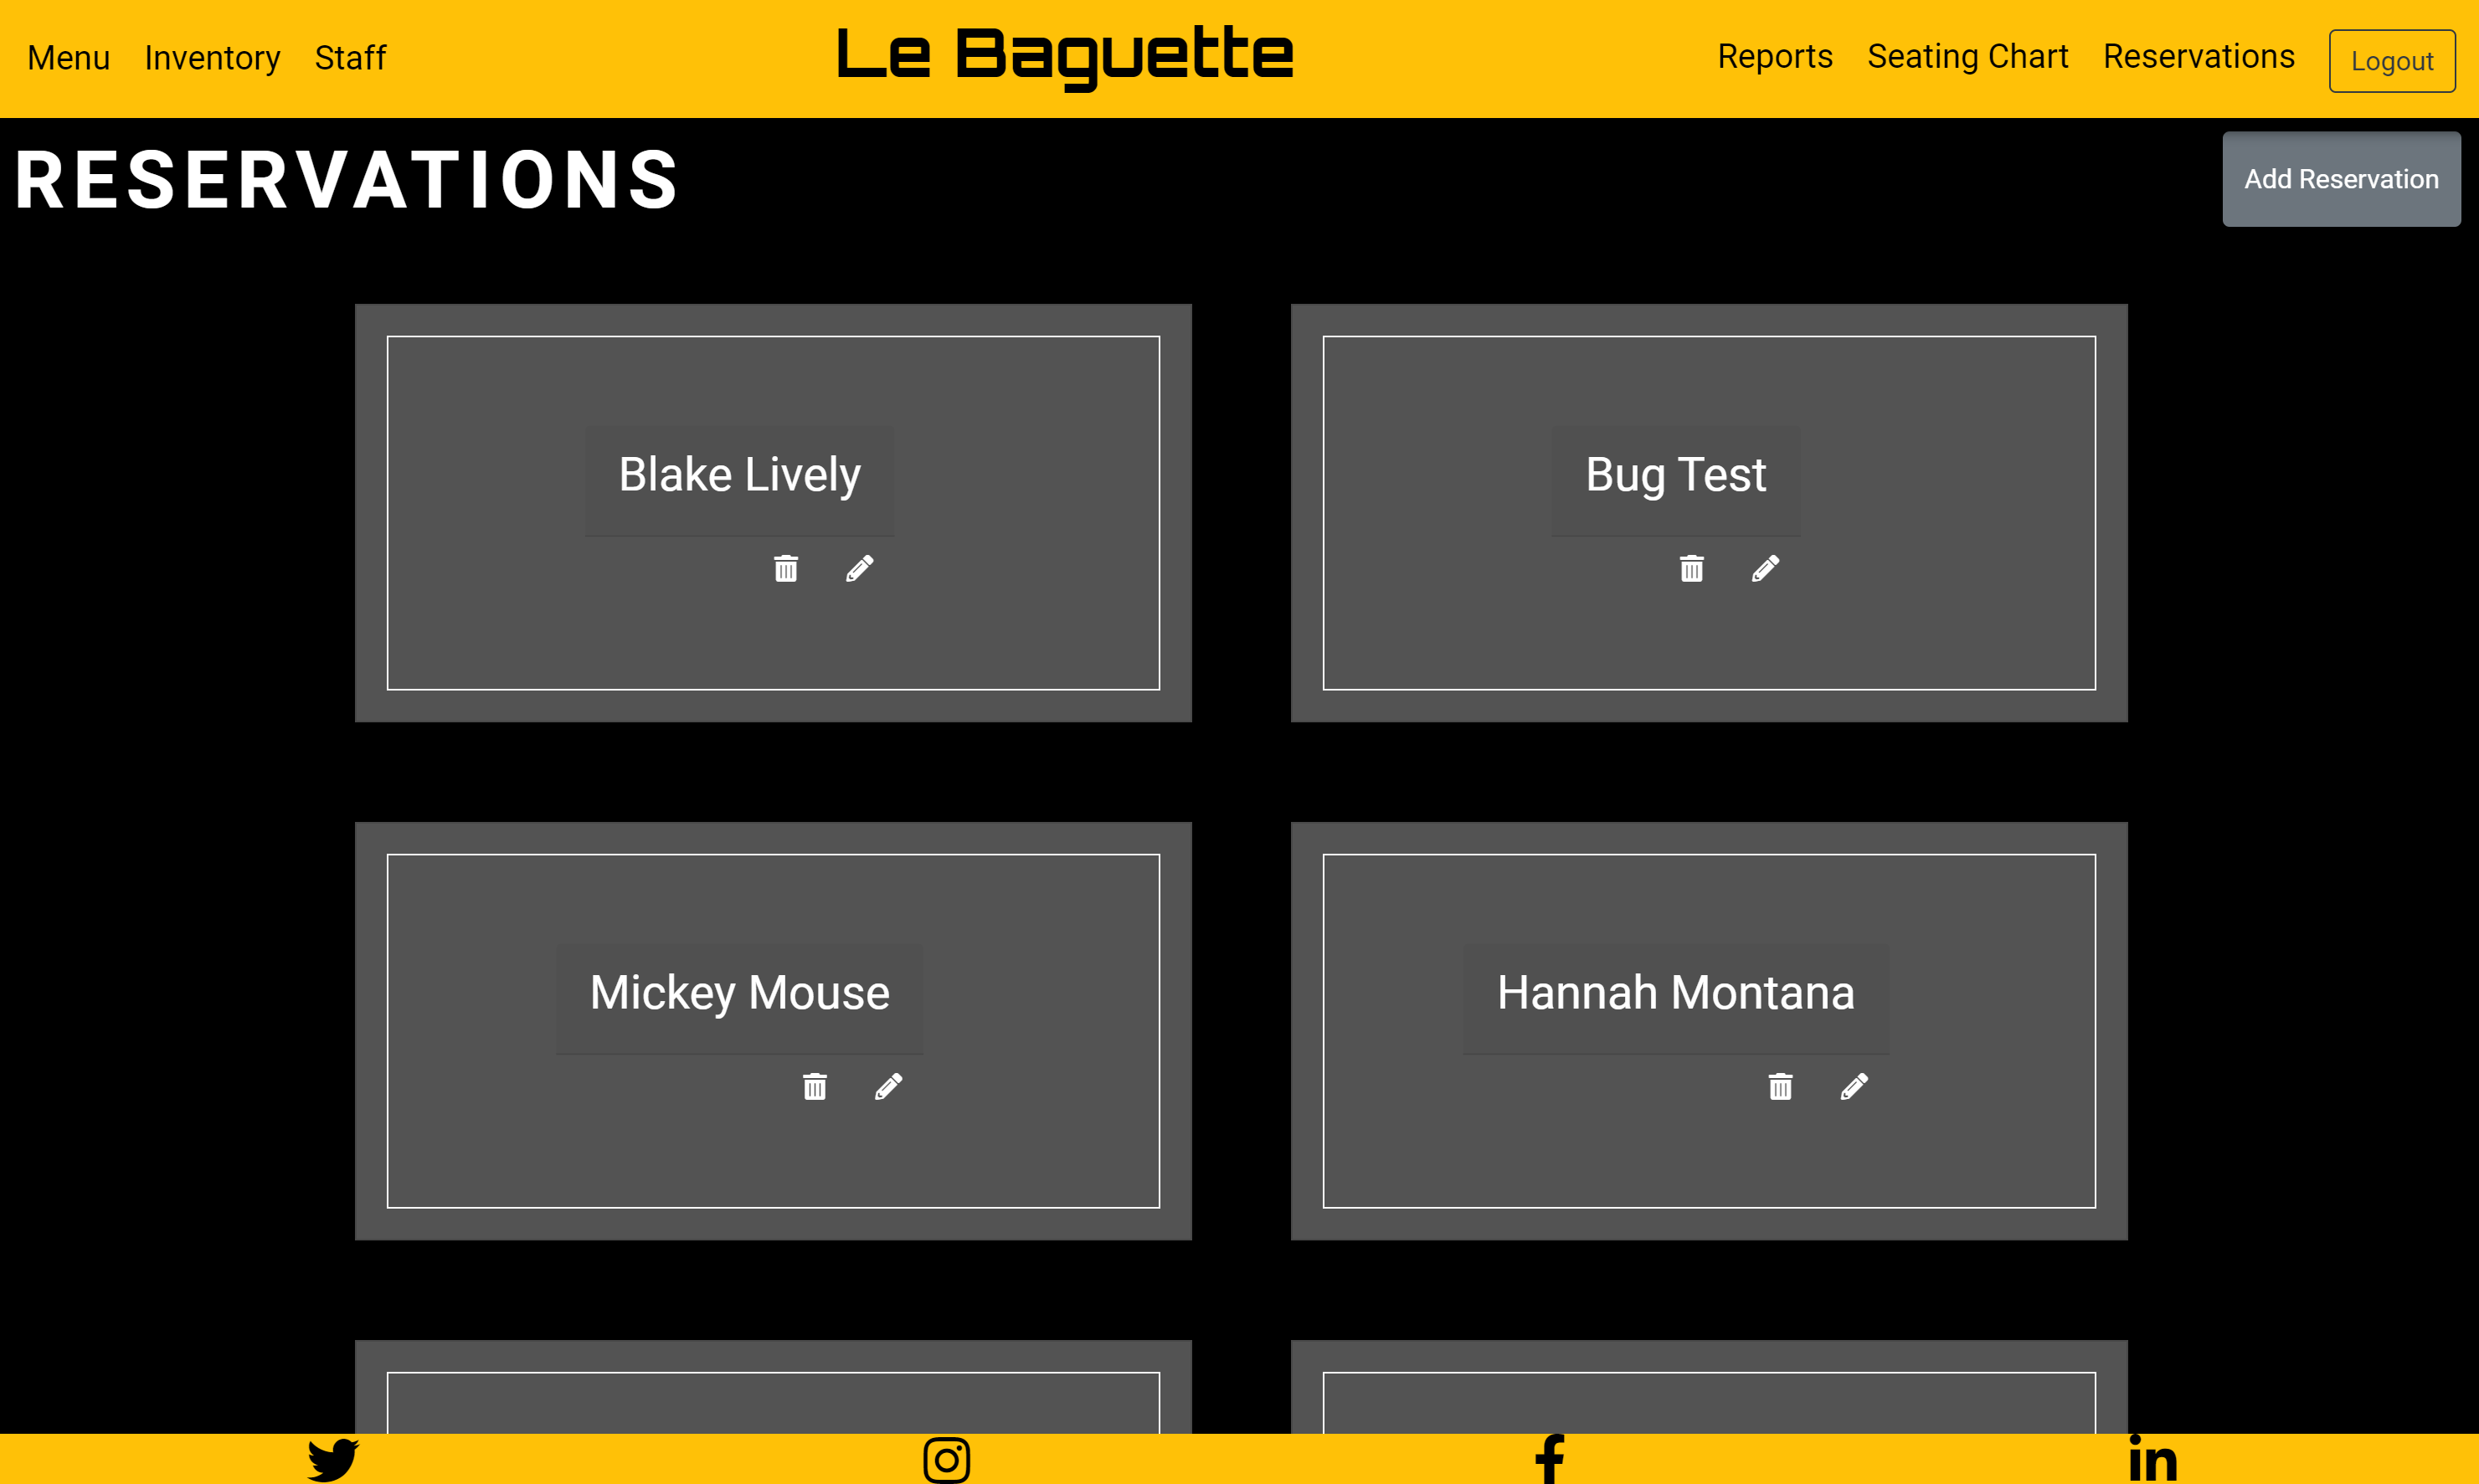 Menu Inventory Staff Le Baguette Reports Seating Chart Reservations Logout
RESERVATIONS Add Reservation
Blake Lively Bug Test
Mickey Mouse Hannah Montana